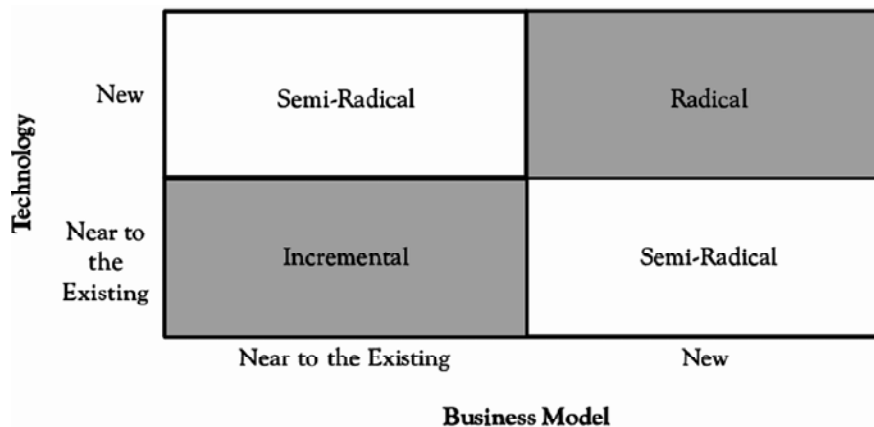 New
Semi-Radical
Radical
Technology
Near to
the
Existing
Incremental
Semi-Radical
Near to the Existing
New
Business Model